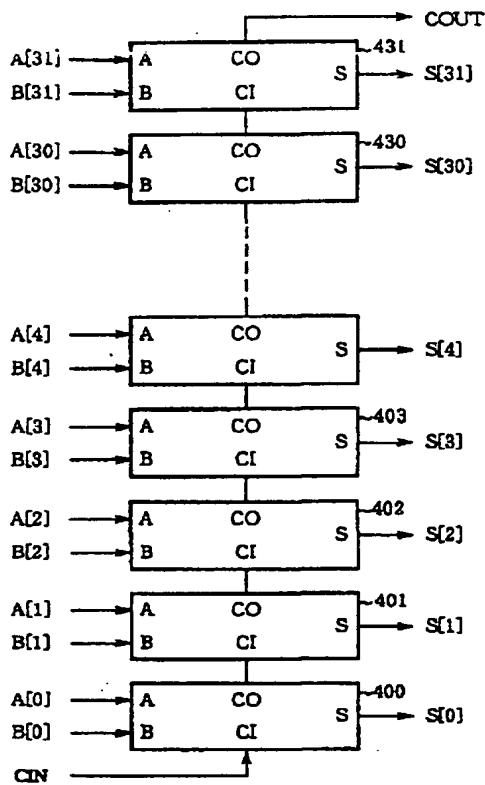 COUT
431
A[31] A CO S S[31]
B[31] B CI
430
A[30] A CO S S[30]
B[30] B CI
A[4] A CO S S[4]
B[4] B CI
403
A[3] A CO S S[3]
B[3] B CI
402
A[2] A CO S S[2]
B[2] B CI
401
A[1] A CO S S[1]
B[1] B CI
400
A[0] A CO S S[0]
B[0] B CI
CIN